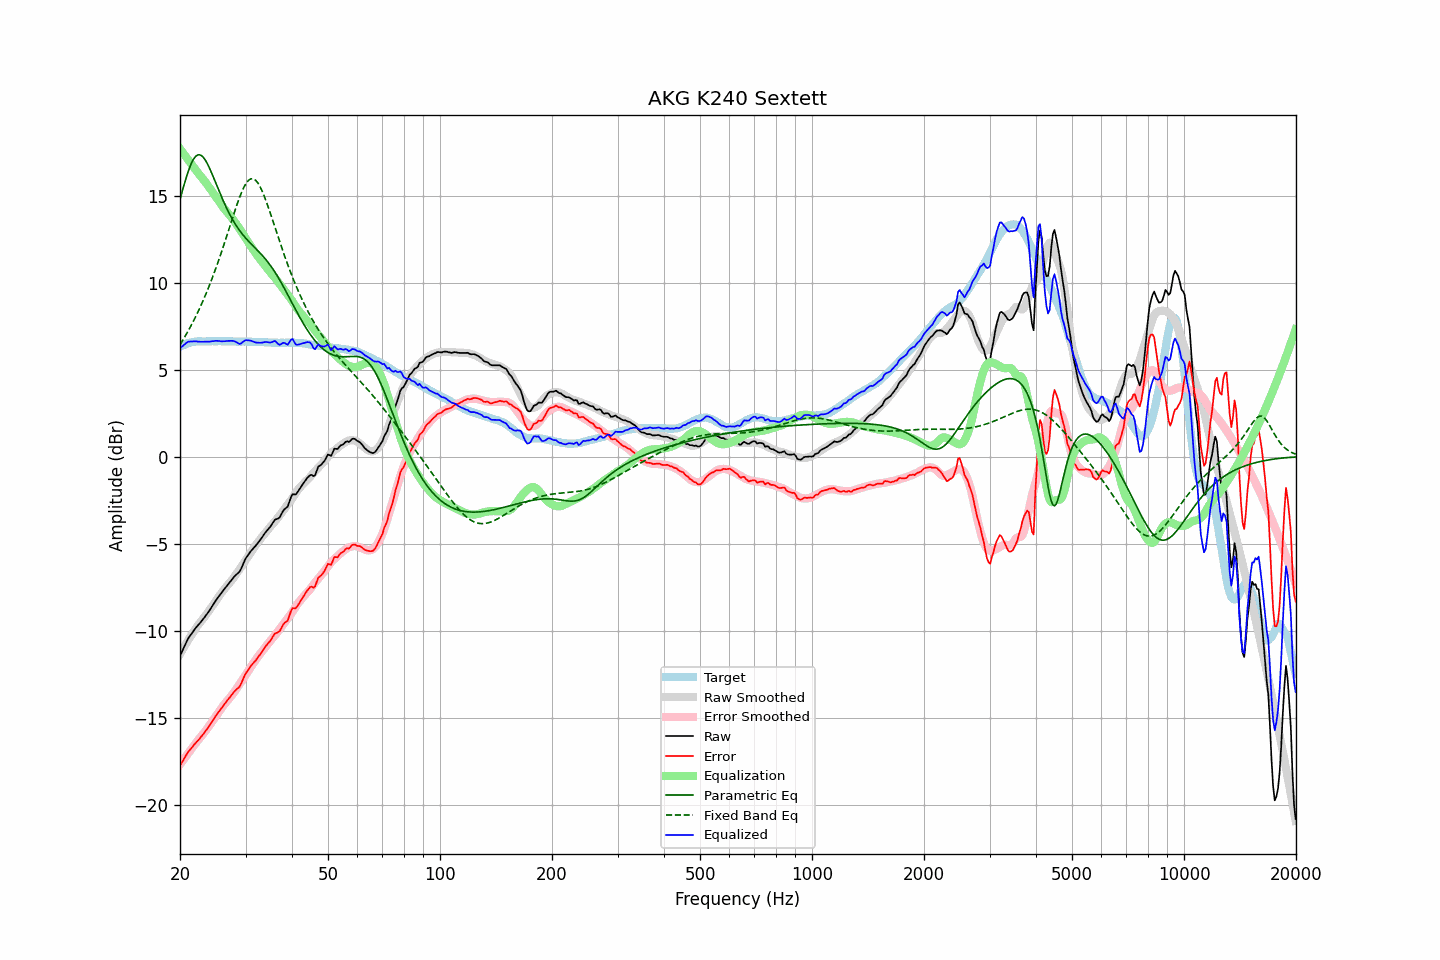 AKG K240 Sextett
Amplitude (dBr)
15
10
5
0
−5
−10
−15
−20
Target
Raw Smoothed
Error Smoothed
Raw
Error
Equalization
Parametric Eq
Fixed Band Eq
Equalized
20 50 100 200 500 1000 2000 5000 10000 20000
Frequency (Hz)